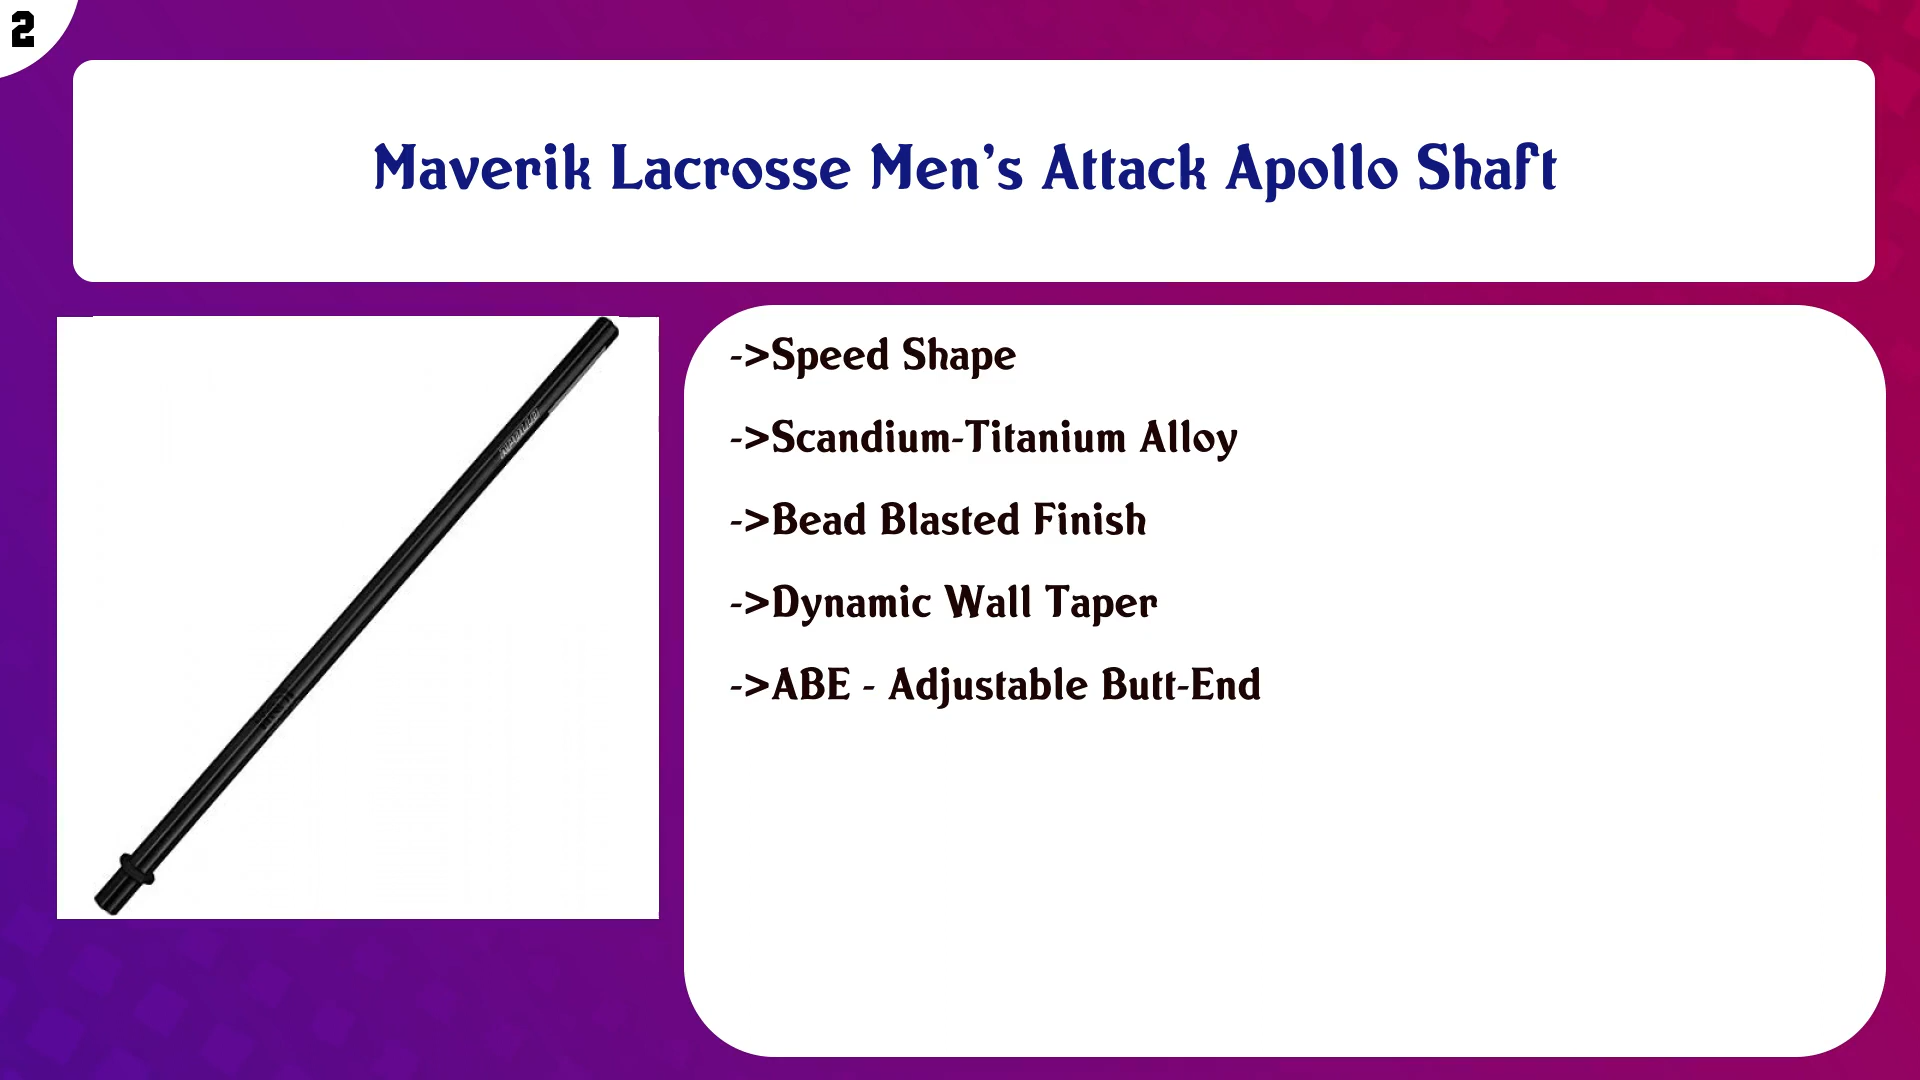 2
Maverik Lacrosse Men's Attack Apollo Shaft
->Speed Shape
->Scandium-Titanium Alloy
->Bead Blasted Finish
->Dynamic Wall Taper
->ABE - Adjustable Butt-End